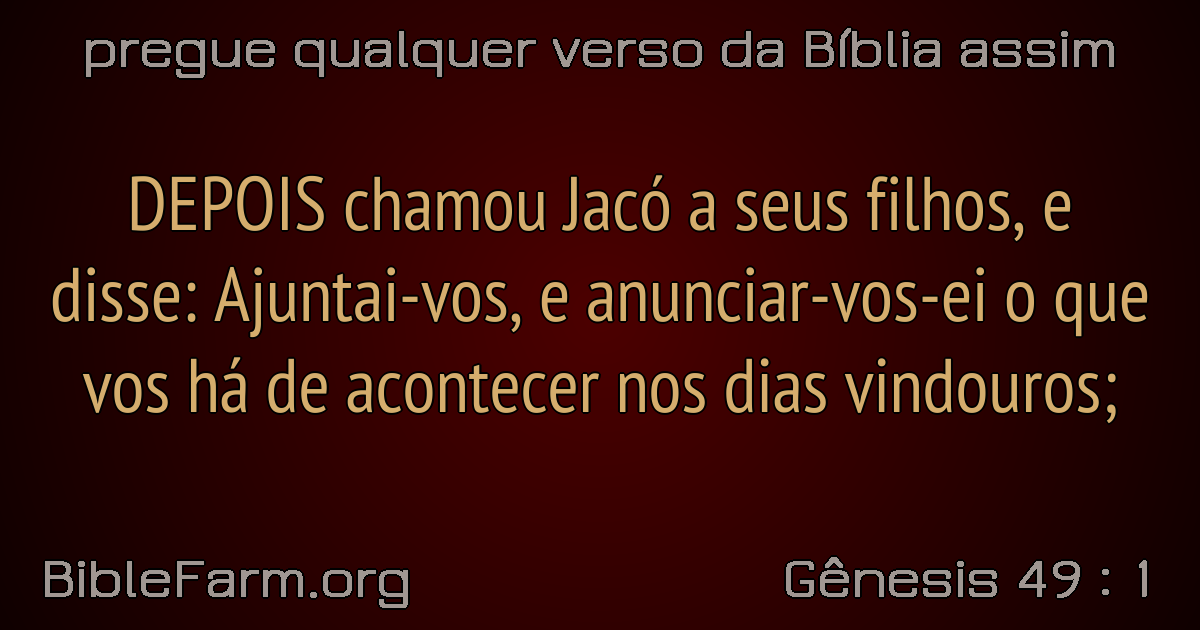 pregue qualquer verso da Bíblia assim
DEPOIS chamou Jacó a seus filhos, e
disse: Ajuntai-vos, e anunciar-vos-ei o que
vos há de acontecer nos dias vindouros;
BibleFarm.org
Gênesis 49 : 1